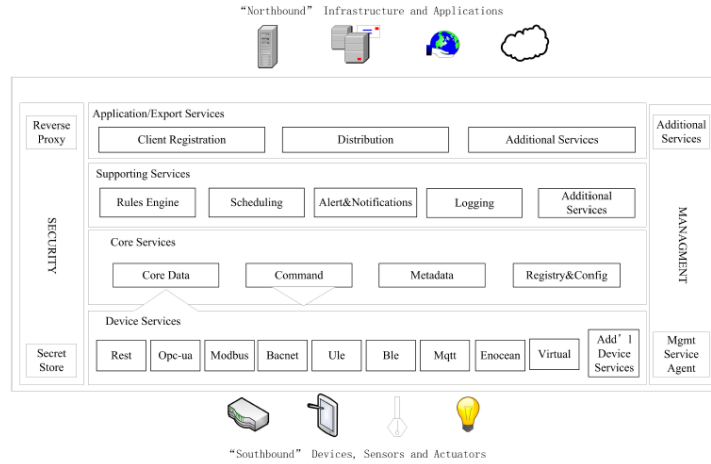 “Northbound” Infrastructure and Applications
Application/Export Services
Reverse
Proxy
Client Registration
Distribution
Additional Services
Additional
Services
Supporting Services
Rules Engine
Scheduling
Alert&Notifications
Logging
Additional
Services
SECURITY
MANAGMENT
Core Services
Core Data
Command
Metadata
Registry&Config
Device Services
Secret
Store
Rest
Opc-ua
Modbus
Bacnet
Ule
Ble
Mqtt
Enocean
Virtual
Add’l
Device
Services
Mgmt
Service
Agent
“Southbound” Devices, Sensors and Actuators